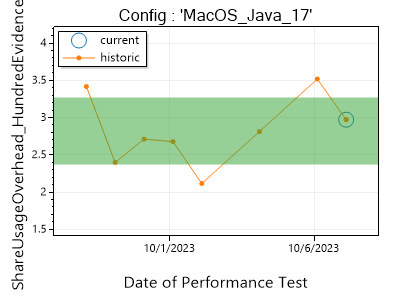 Config : 'MacOS_Java_17'
ShareUsageOverhead_HundredEvidence
current
historic
4
3.5
3
2.5
2
1.5
10/1/2023
10/6/2023
Date of Performance Test